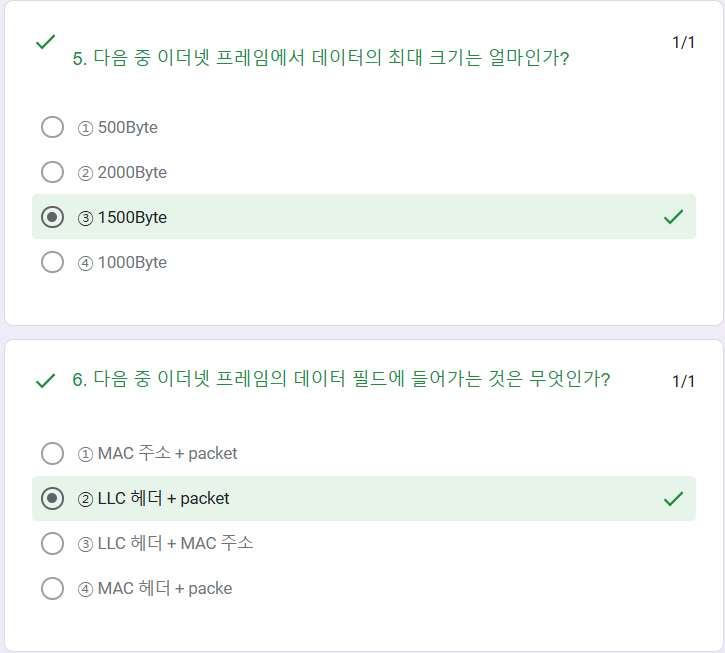 5. 다음 중 이더넷 프레임에서 데이터의 최대 크기는 얼마인가?
1/1
① 500Byte
② 2000Byte
③ 1500Byte
④ 1000Byte
6. 다음 중 이더넷 프레임의 데이터 필드에 들어가는 것은 무엇인가?
1/1
① MAC 주소 + packet
② LLC 헤더 + packet
③ LLC 헤더 + MAC 주소
④ MAC 헤더 + packe